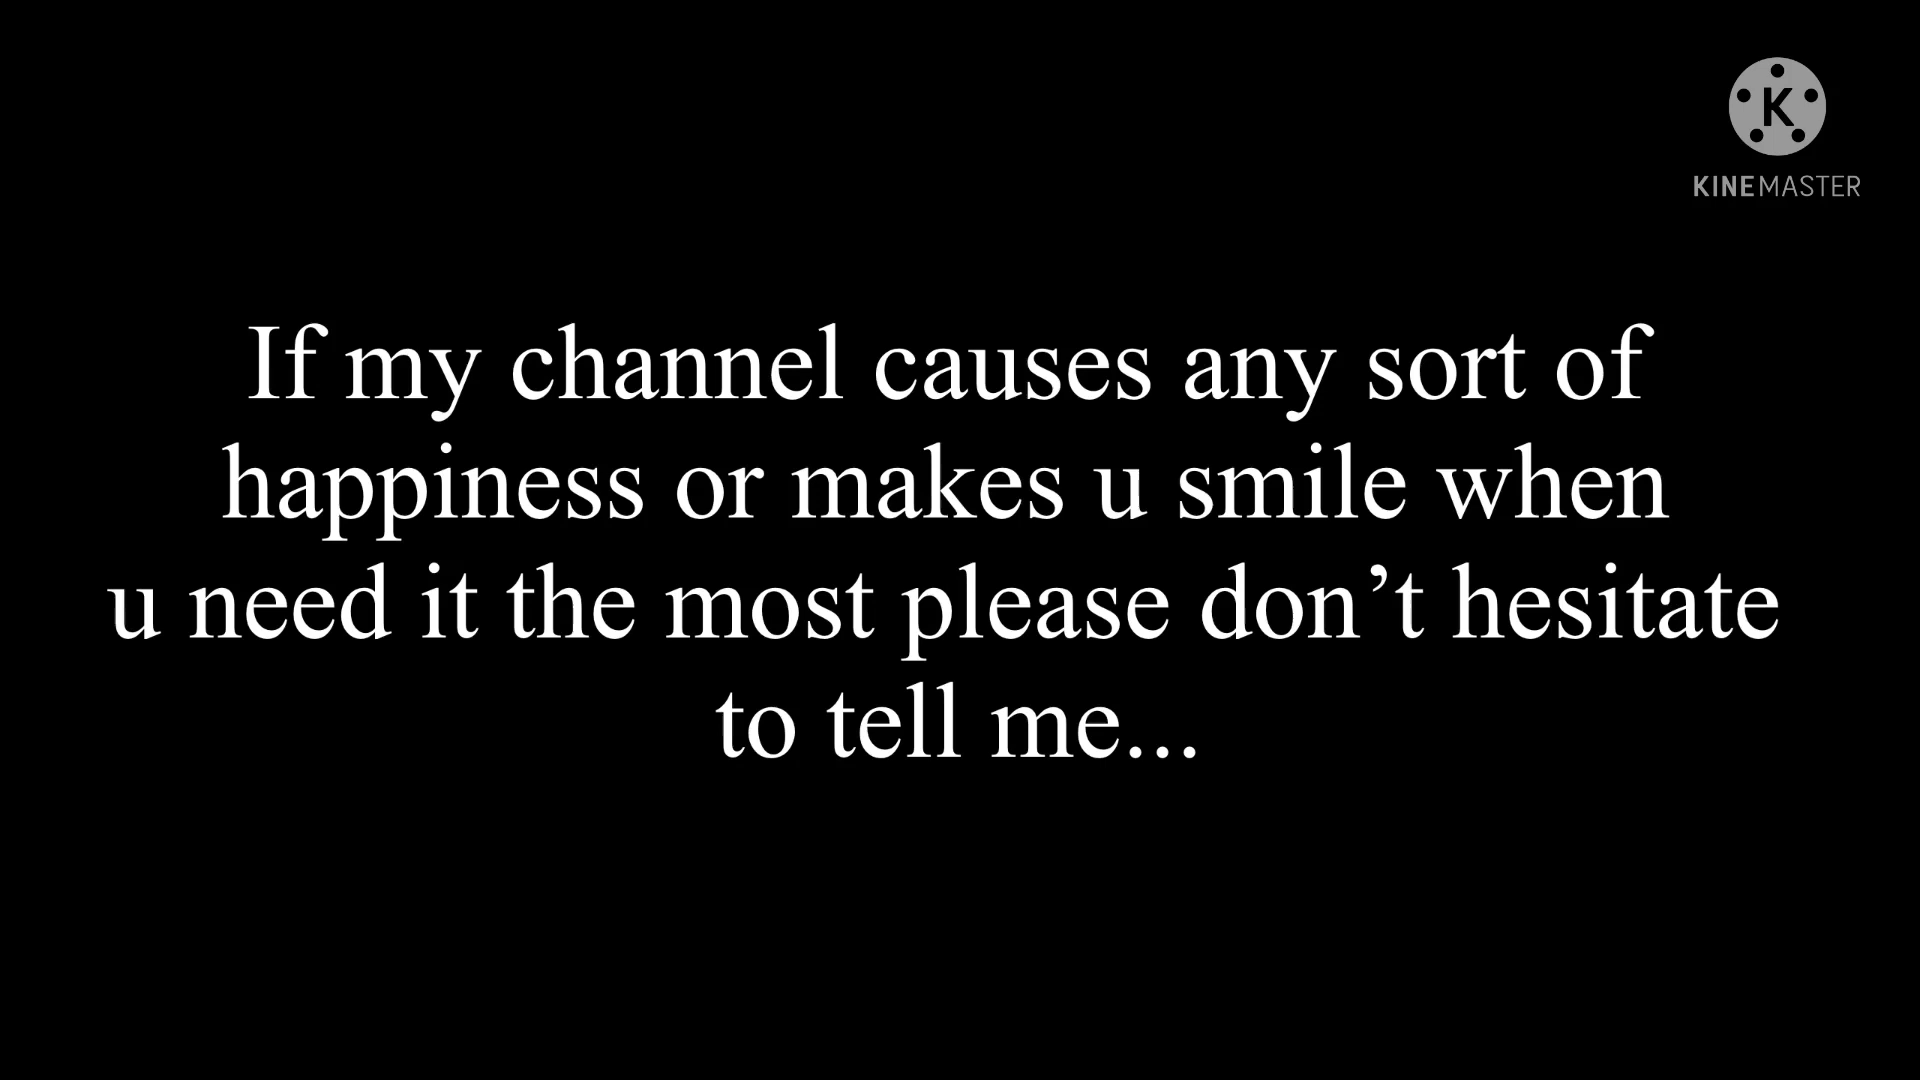 K
KINEMASTER
If my channel causes any sort of
happiness or makes u smile when
u need it the most please don’t hesitate
to tell me...